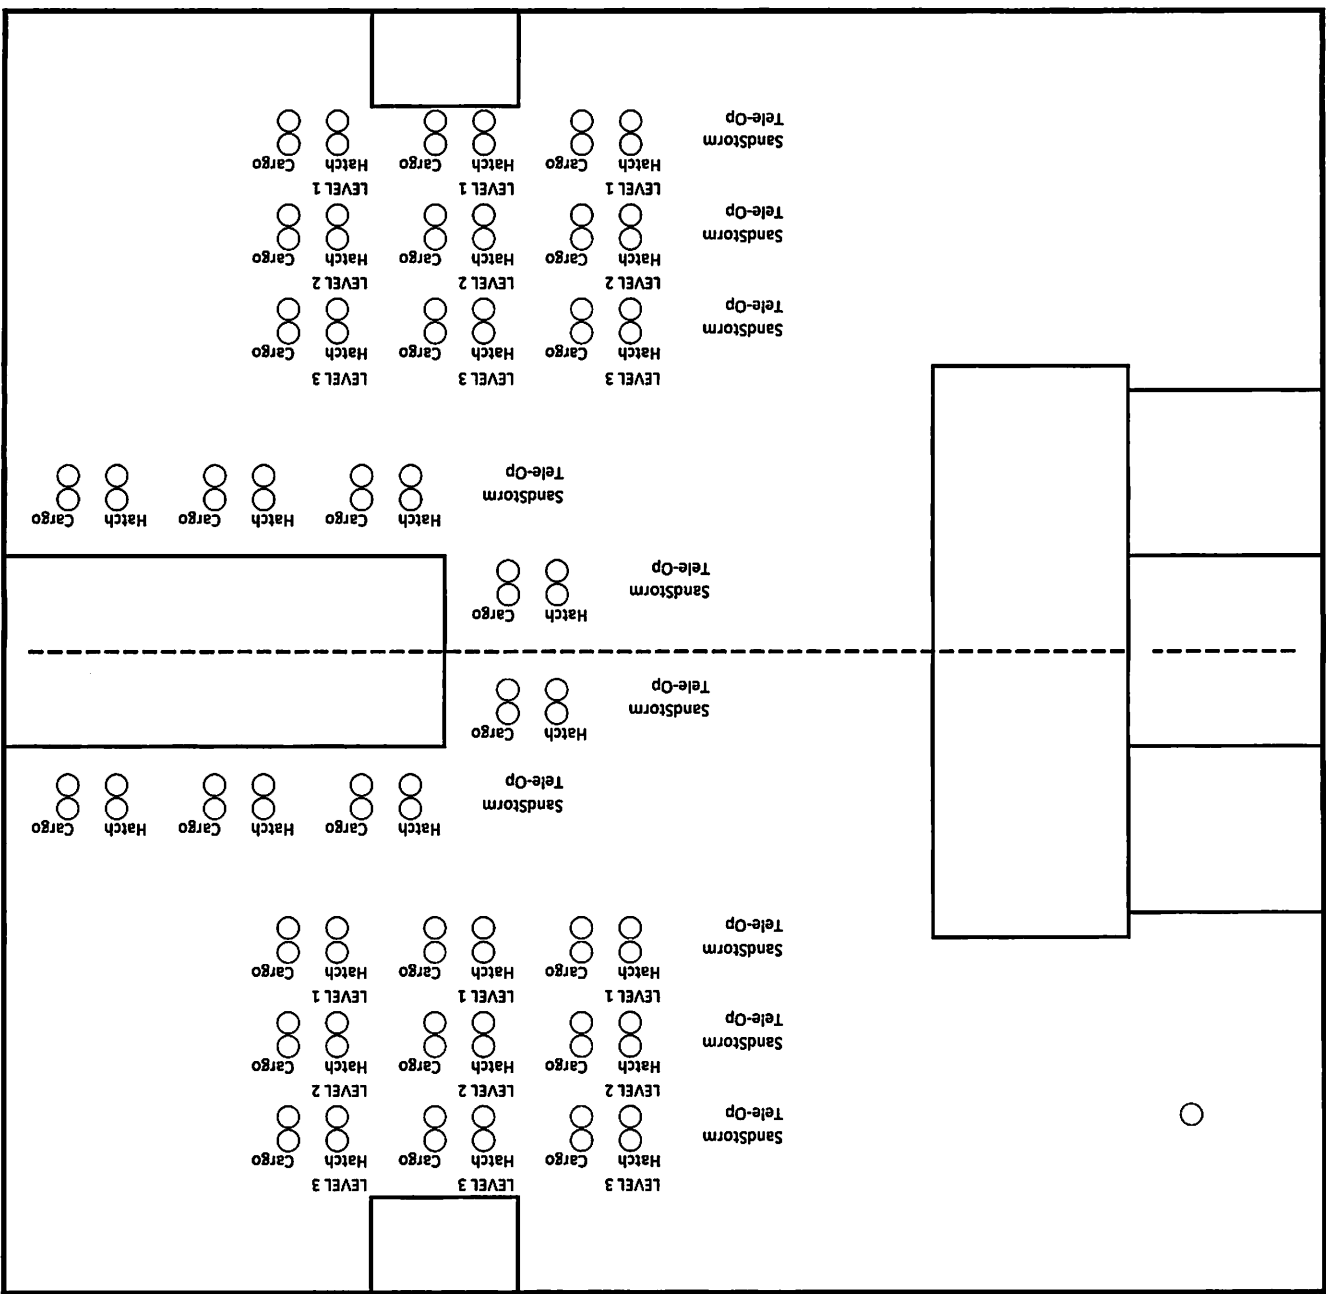 LEVEL 3 LEVEL 3 LEVEL 3
Hatch Cargo Hatch Cargo Hatch Cargo
SandStorm
Tele-Op
LEVEL 2 LEVEL 2 LEVEL 2
Hatch Cargo Hatch Cargo Hatch Cargo
SandStorm
Tele-Op
LEVEL 1 LEVEL 1 LEVEL 1
Hatch Cargo Hatch Cargo Hatch Cargo
SandStorm
Tele-Op
Hatch Cargo Hatch Cargo Hatch Cargo
SandStorm
Tele-Op
Hatch Cargo
SandStorm
Tele-Op
Hatch Cargo
SandStorm
Tele-Op
Hatch Cargo Hatch Cargo Hatch Cargo
SandStorm
Tele-Op
LEVEL 3 LEVEL 3 LEVEL 3
Hatch Cargo Hatch Cargo Hatch Cargo
SandStorm
Tele-Op
LEVEL 2 LEVEL 2 LEVEL 2
Hatch Cargo Hatch Cargo Hatch Cargo
SandStorm
Tele-Op
LEVEL 1 LEVEL 1 LEVEL 1
Hatch Cargo Hatch Cargo Hatch Cargo
SandStorm
Tele-Op